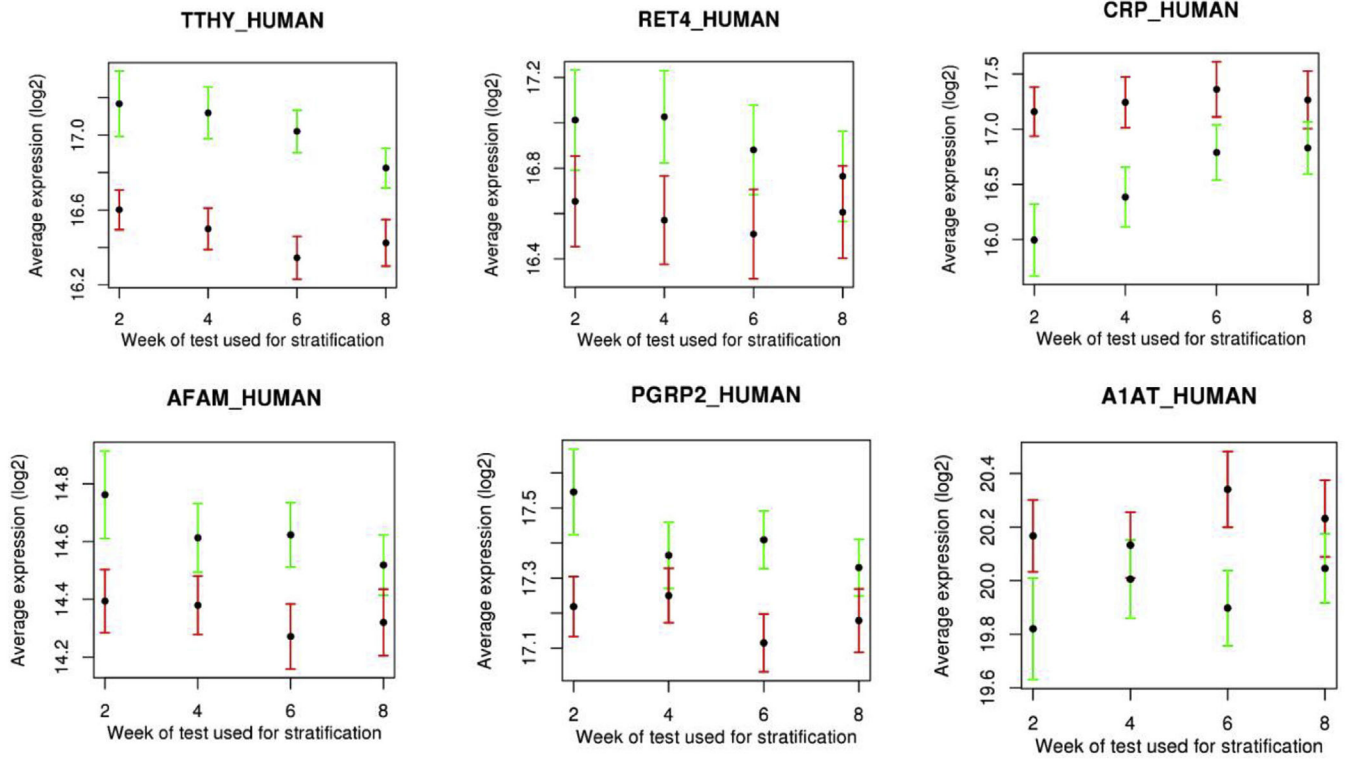 TTHY_HUMAN
Average expression (log2)
17.0
16.6
16.2
2 4 6 8
Week of test used for stratification
RET4_HUMAN
Average expression (log2)
17.2
16.8
16.4
2 4 6 8
Week of test used for stratification
CRP_HUMAN
Average expression (log2)
17.5
17.0
16.5
16.0
2 4 6 8
Week of test used for stratification
AFAM_HUMAN
Average expression (log2)
14.8
14.6
14.4
14.2
2 4 6 8
Week of test used for stratification
PGRP2_HUMAN
Average expression (log2)
17.5
17.3
17.1
2 4 6 8
Week of test used for stratification
A1AT_HUMAN
Average expression (log2)
20.4
20.2
20.0
19.8
19.6
2 4 6 8
Week of test used for stratification